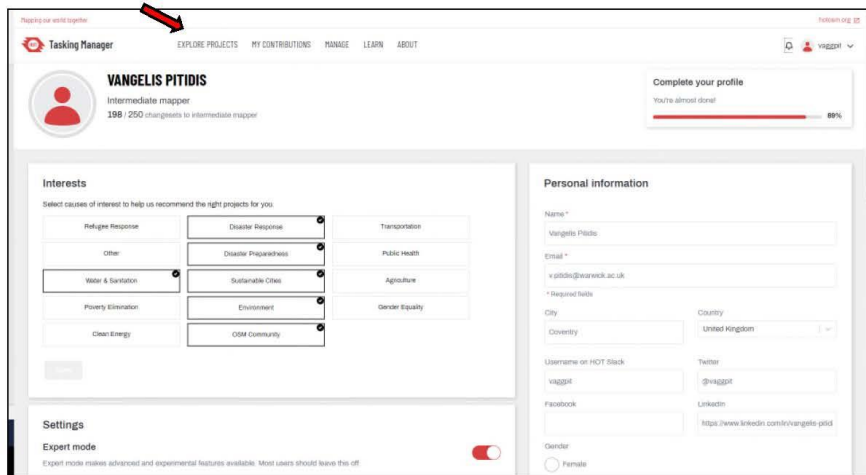 Mapping our world together
hotosm.org
Tasking Manager
EXPLORE PROJECTS MY CONTRIBUTIONS MANAGE LEARN ABOUT
vaggpit
VANGELIS PITIDIS
Intermediate mapper
198 / 250 changesets to intermediate mapper
Complete your profile
You're almost done!
89%
Interests
Select causes of interest to help us recommend the right projects for you.
Refugee Response Disaster Response Transportation
Other Disaster Preparedness Public Health
Water & Sanitation Sustainable Cities Agriculture
Poverty Elimination Environment Gender Equality
Clean Energy OSM Community
Settings
Expert mode
Expert mode makes advanced and experimental features available. Most users should leave this off
Personal information
Name *
Vangelis Pitidis
Email *
v.pitidis@warwick.ac.uk
* Required fields
City Country
Coventry United Kingdom
Username on HOT Slack Twitter
vaggpit @vaggpit
Facebook LinkedIn
https://www.linkedin.com/in/vangelis-pitid
Gender
Female